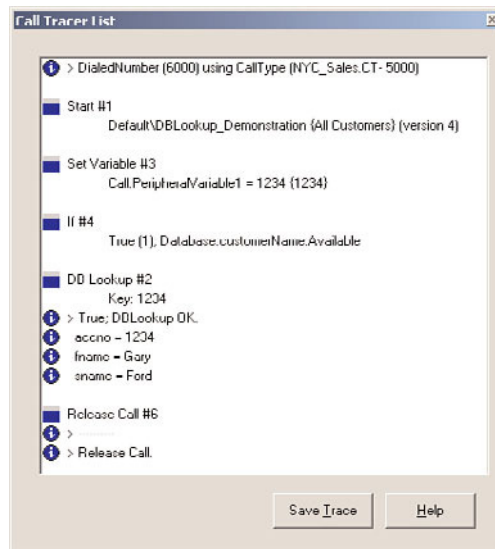 Call Tracer List
> DialedNumber (6000) using CallType (NYC_Sales.CT- 5000)
Start #1
Default\DBLookup_Demonstration {All Customers} (version 4)
Set Variable #3
Call.PeripheralVariable1 = 1234 {1234}
If #4
True (1), Database.customerName.Available
DB Lookup #2
Key: 1234
> True; DBLookup OK.
accno = 1234
fname = Gary
sname = Ford
Release Call #6
> --------
> Release Call.
Save Trace
Help